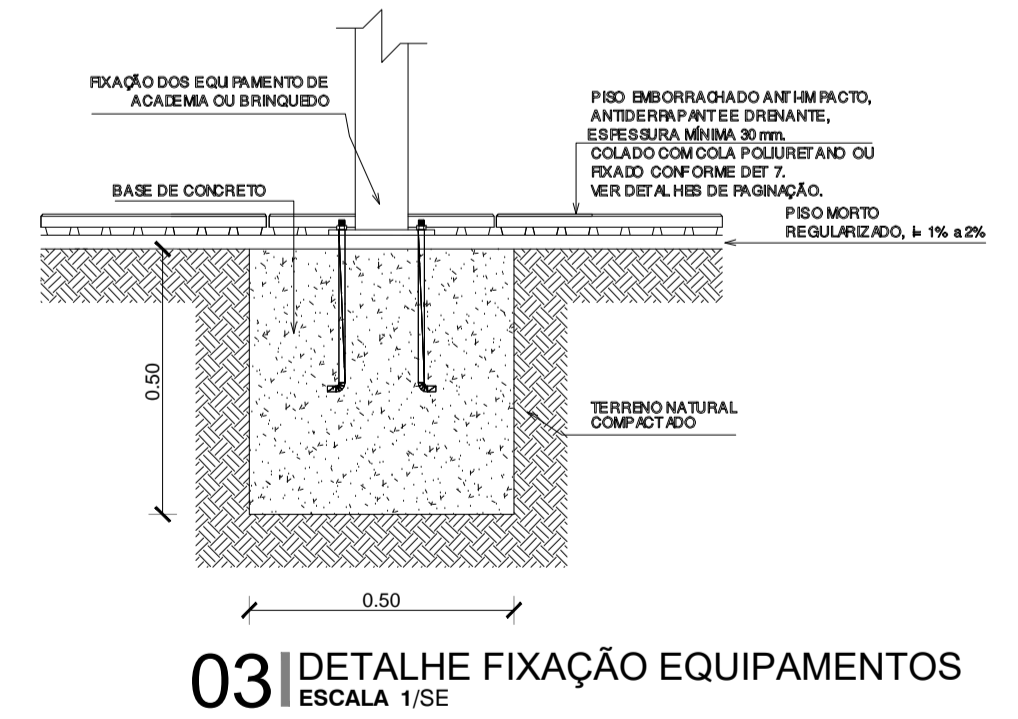 FIXAÇÃO DOS EQUIPAMENTO DE
ACADEMIA OU BRINQUEDO
PISO EMBORRACHADO ANTI-IMPACTO,
ANTIDERRAPANTE E DRENANTE,
ESPESSURA MÍNIMA 30 mm.
COLADO COM COLA POLIURETANO OU
FIXADO CONFORME DET 7.
VER DETALHES DE PAGINAÇÃO.
BASE DE CONCRETO
PISO MORTO
REGULARIZADO, i= 1% a 2%
0.50
TERRENO NATURAL
COMPACTADO
0.50
03 DETALHE FIXAÇÃO EQUIPAMENTOS
ESCALA 1/SE